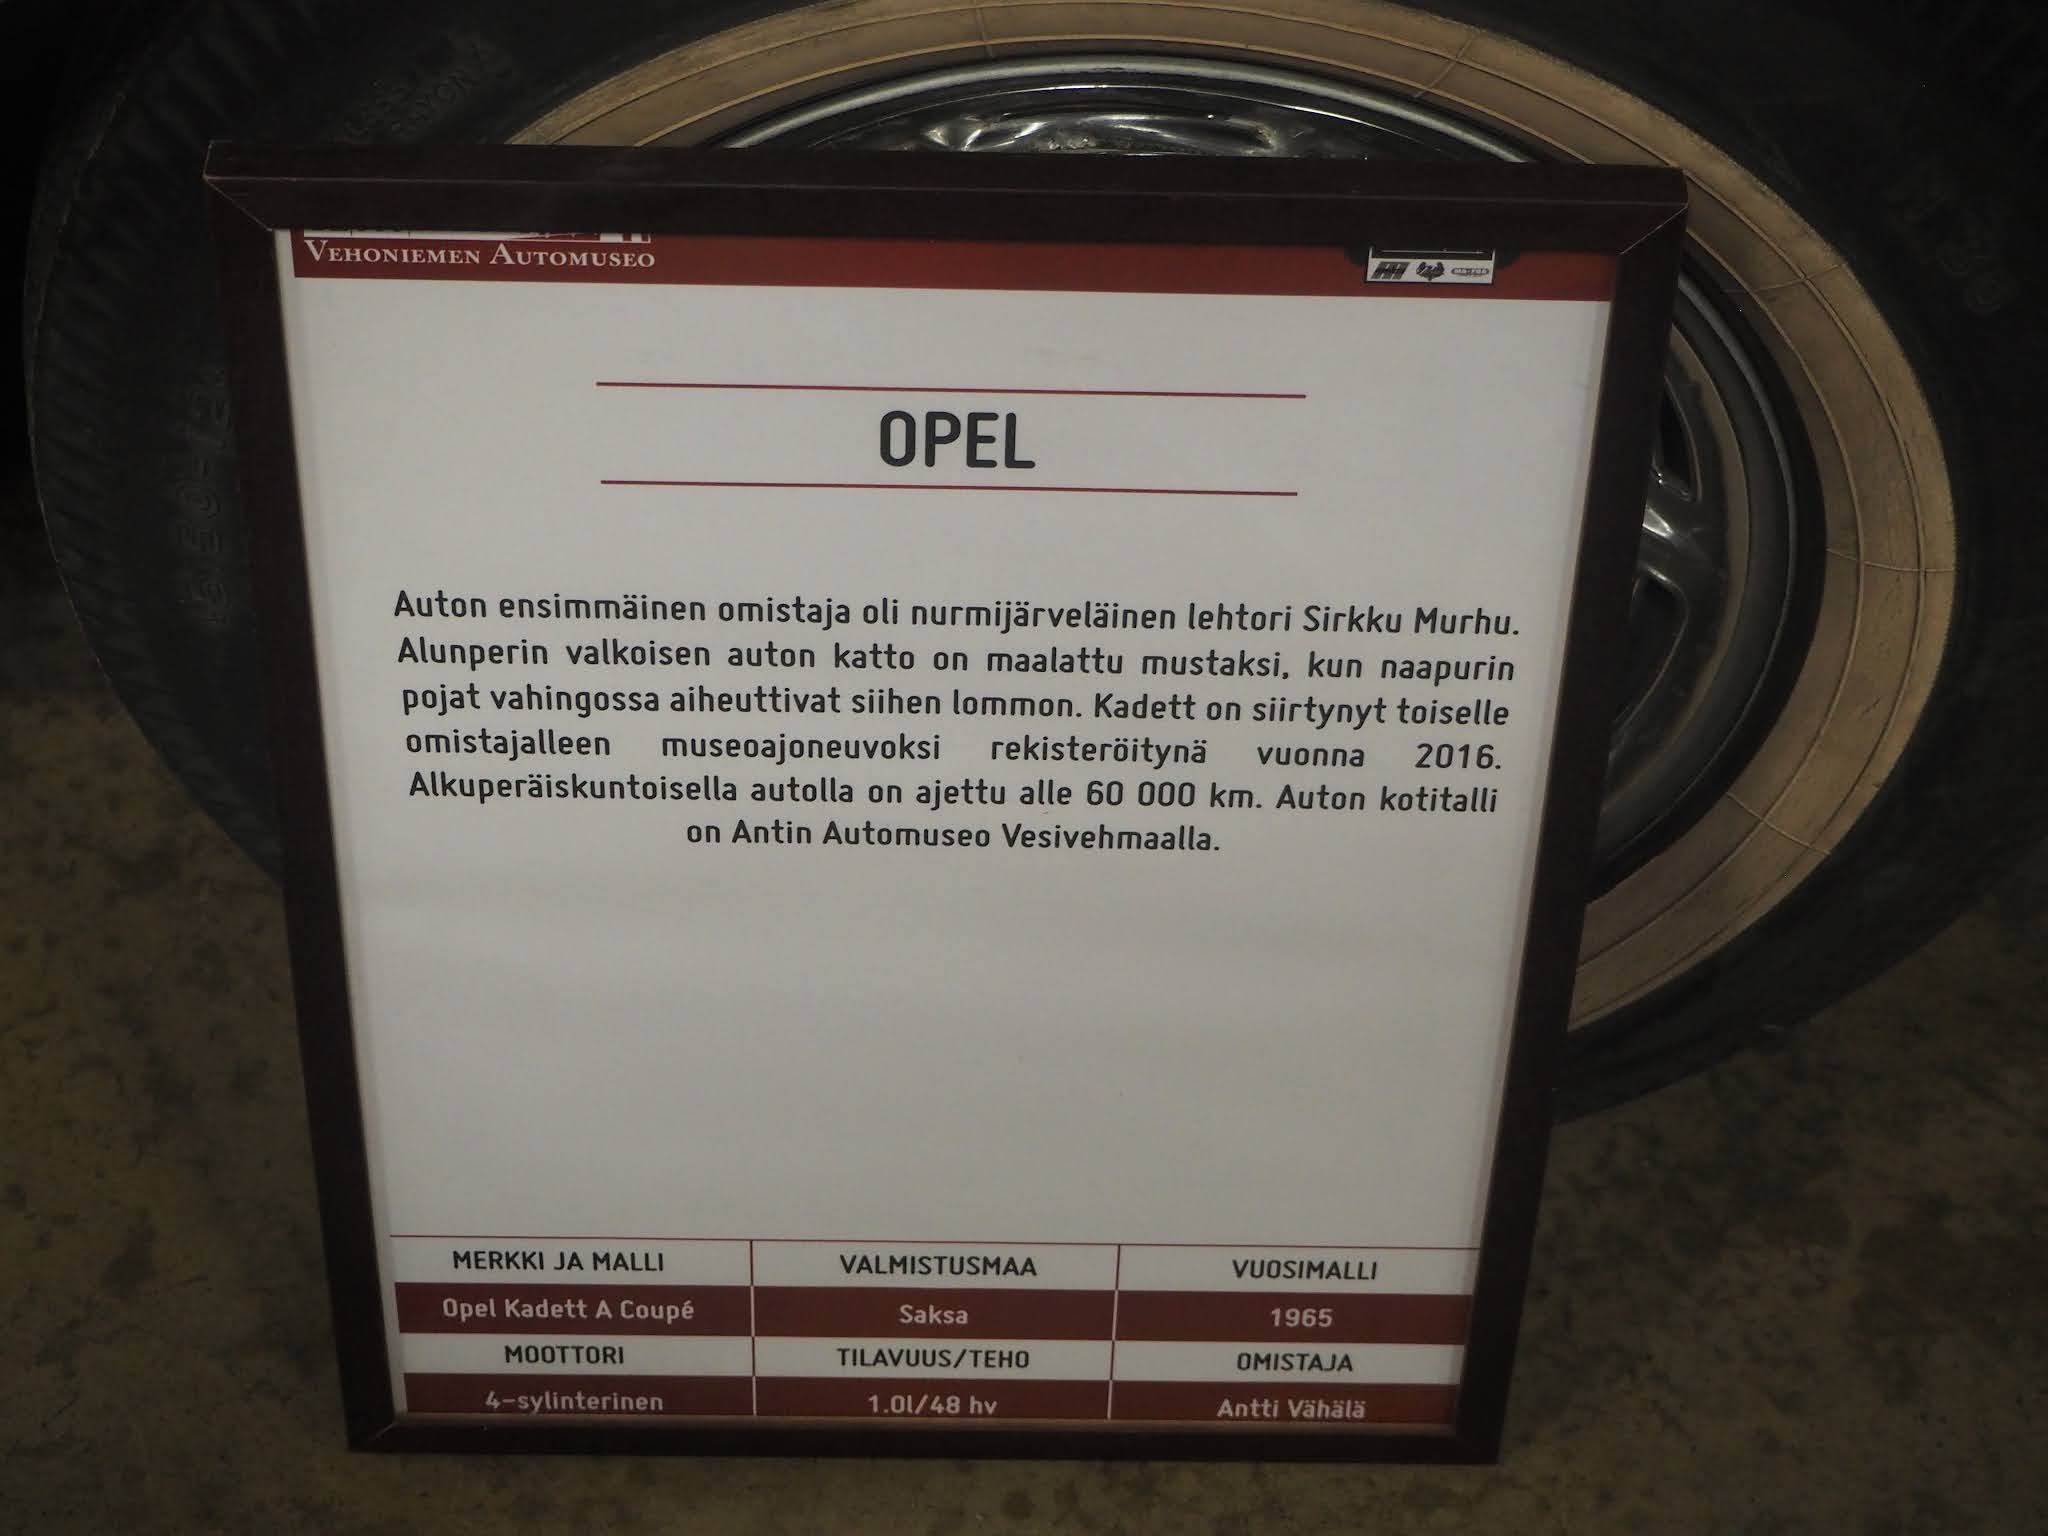 VEHONIEMEN AUTOMUSEO
OPEL
Auton ensimmäinen omistaja oli nurmijärveläinen lehtori Sirkku Murhu.
Alunperin valkoisen auton katto on maalattu mustaksi, kun naapurin
pojat vahingossa aiheuttivat siihen lommon. Kadett on siirtynyt toiselle
omistajalleen museoajoneuvoksi rekisteröitynä vuonna 2016.
Alkuperäiskuntoisella autolla on ajettu alle 60 000 km. Auton kotitalli
on Antin Automuseo Vesivehmaalla.
MERKKI JA MALLI VALMISTUSMAA VUOSIMALLI
Opel Kadett A Coupé Saksa 1965
MOOTTORI TILAVUUS/TEHO OMISTAJA
4-sylinterinen 1.0l/48 hv Antti Vähälä